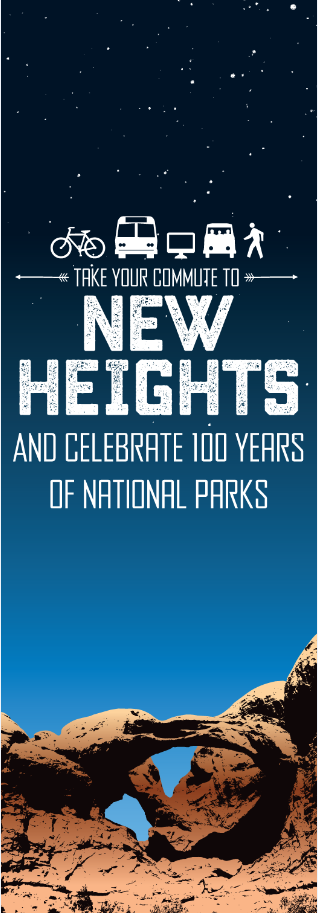 TAKE YOUR COMMUTE TO
NEW
HEIGHTS
AND CELEBRATE 100 YEARS
OF NATIONAL PARKS